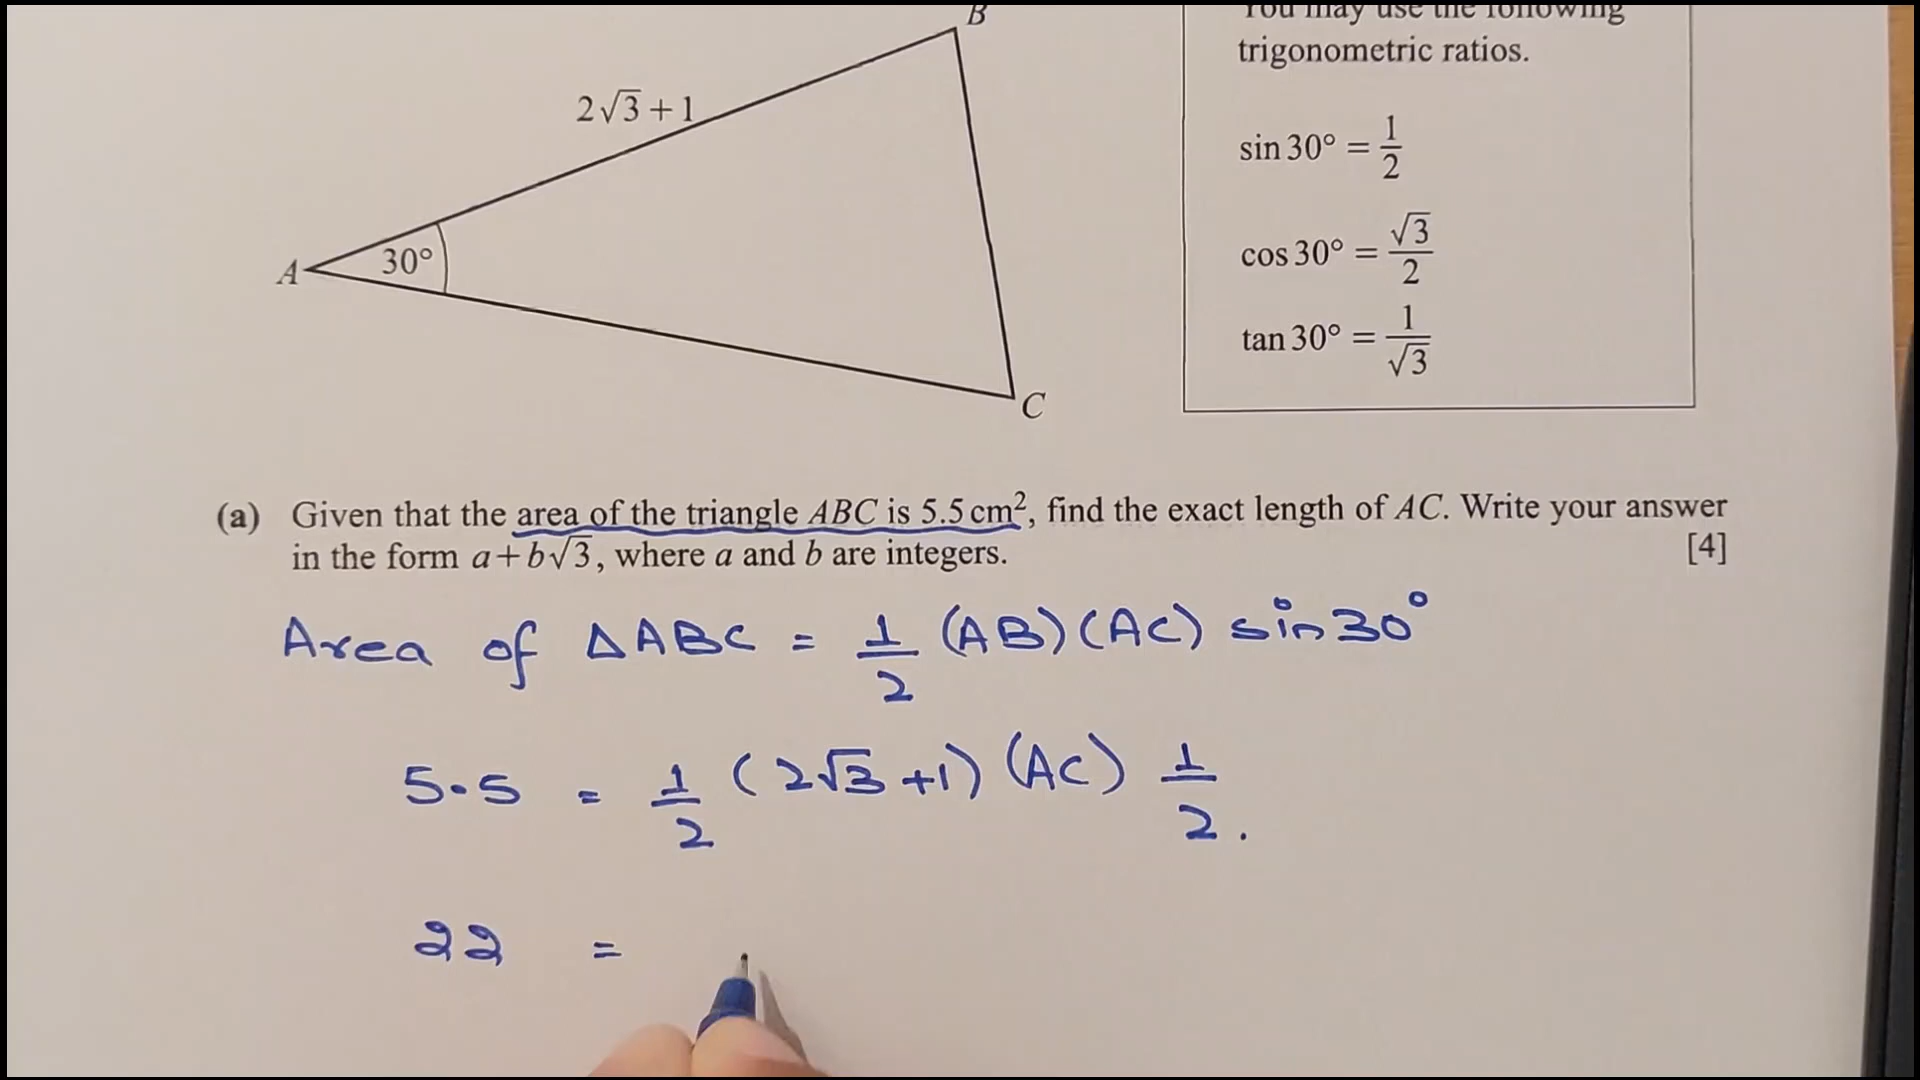 B
You may use the following
trigonometric ratios.
2√3+1
sin 30° = 1/2
cos 30° = √3/2
A
30°
tan 30° = 1/√3
C
(a) Given that the area of the triangle ABC is 5.5 cm², find the exact length of AC. Write your answer
in the form a+b√3, where a and b are integers. [4]
Area of △ABC = 1/2 (AB)(AC) sin30°
5.5 = 1/2 (2√3+1) (AC) 1/2.
22 =